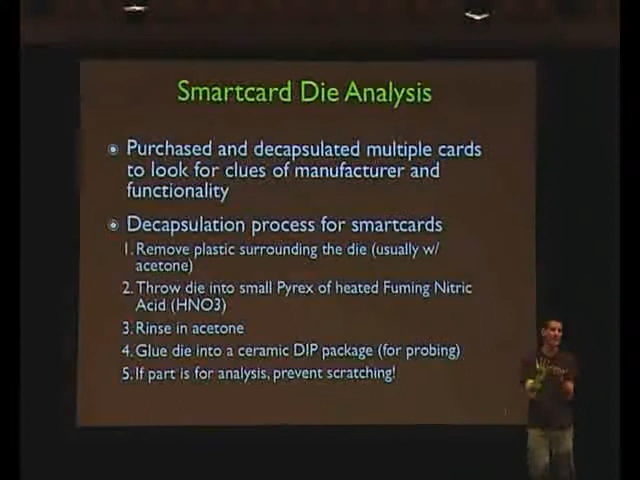 Smartcard Die Analysis
Purchased and decapsulated multiple cards
to look for clues of manufacturer and
functionality
Decapsulation process for smartcards
1. Remove plastic surrounding the die (usually w/
acetone)
2. Throw die into small Pyrex of heated Fuming Nitric
Acid (HNO3)
3. Rinse in acetone
4. Glue die into a ceramic DIP package (for probing)
5. If part is for analysis, prevent scratching!